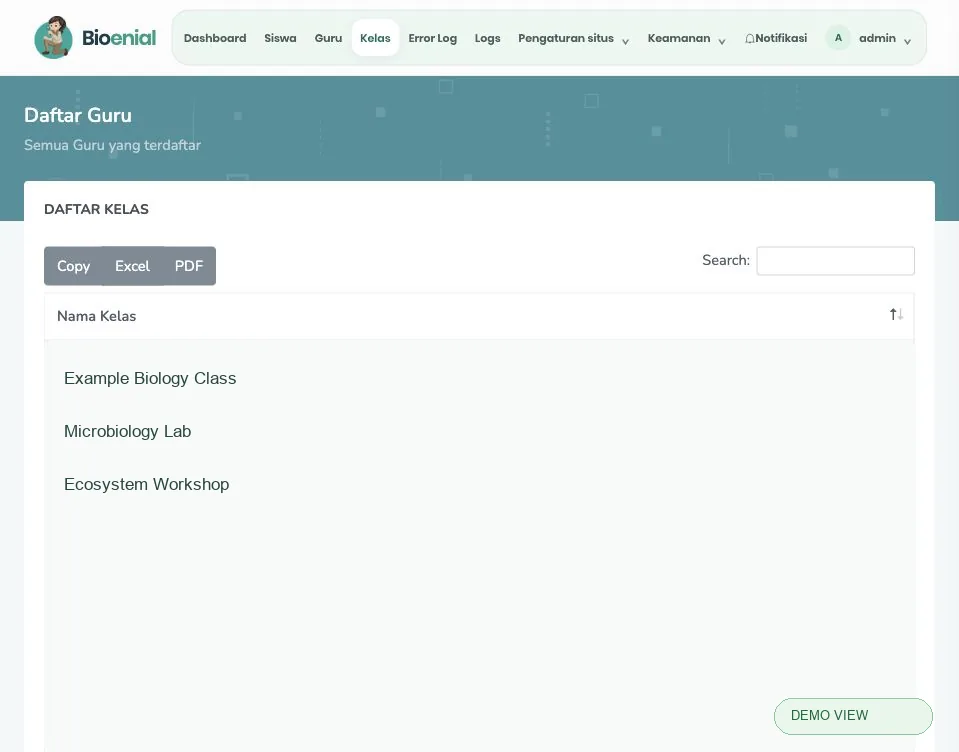 Bioenial
Dashboard Siswa Guru Kelas Error Log Logs Pengaturan situs Keamanan Notifikasi A admin
Daftar Guru
Semua Guru yang terdaftar
DAFTAR KELAS
Copy Excel PDF
Search:
Nama Kelas
Example Biology Class
Microbiology Lab
Ecosystem Workshop
DEMO VIEW